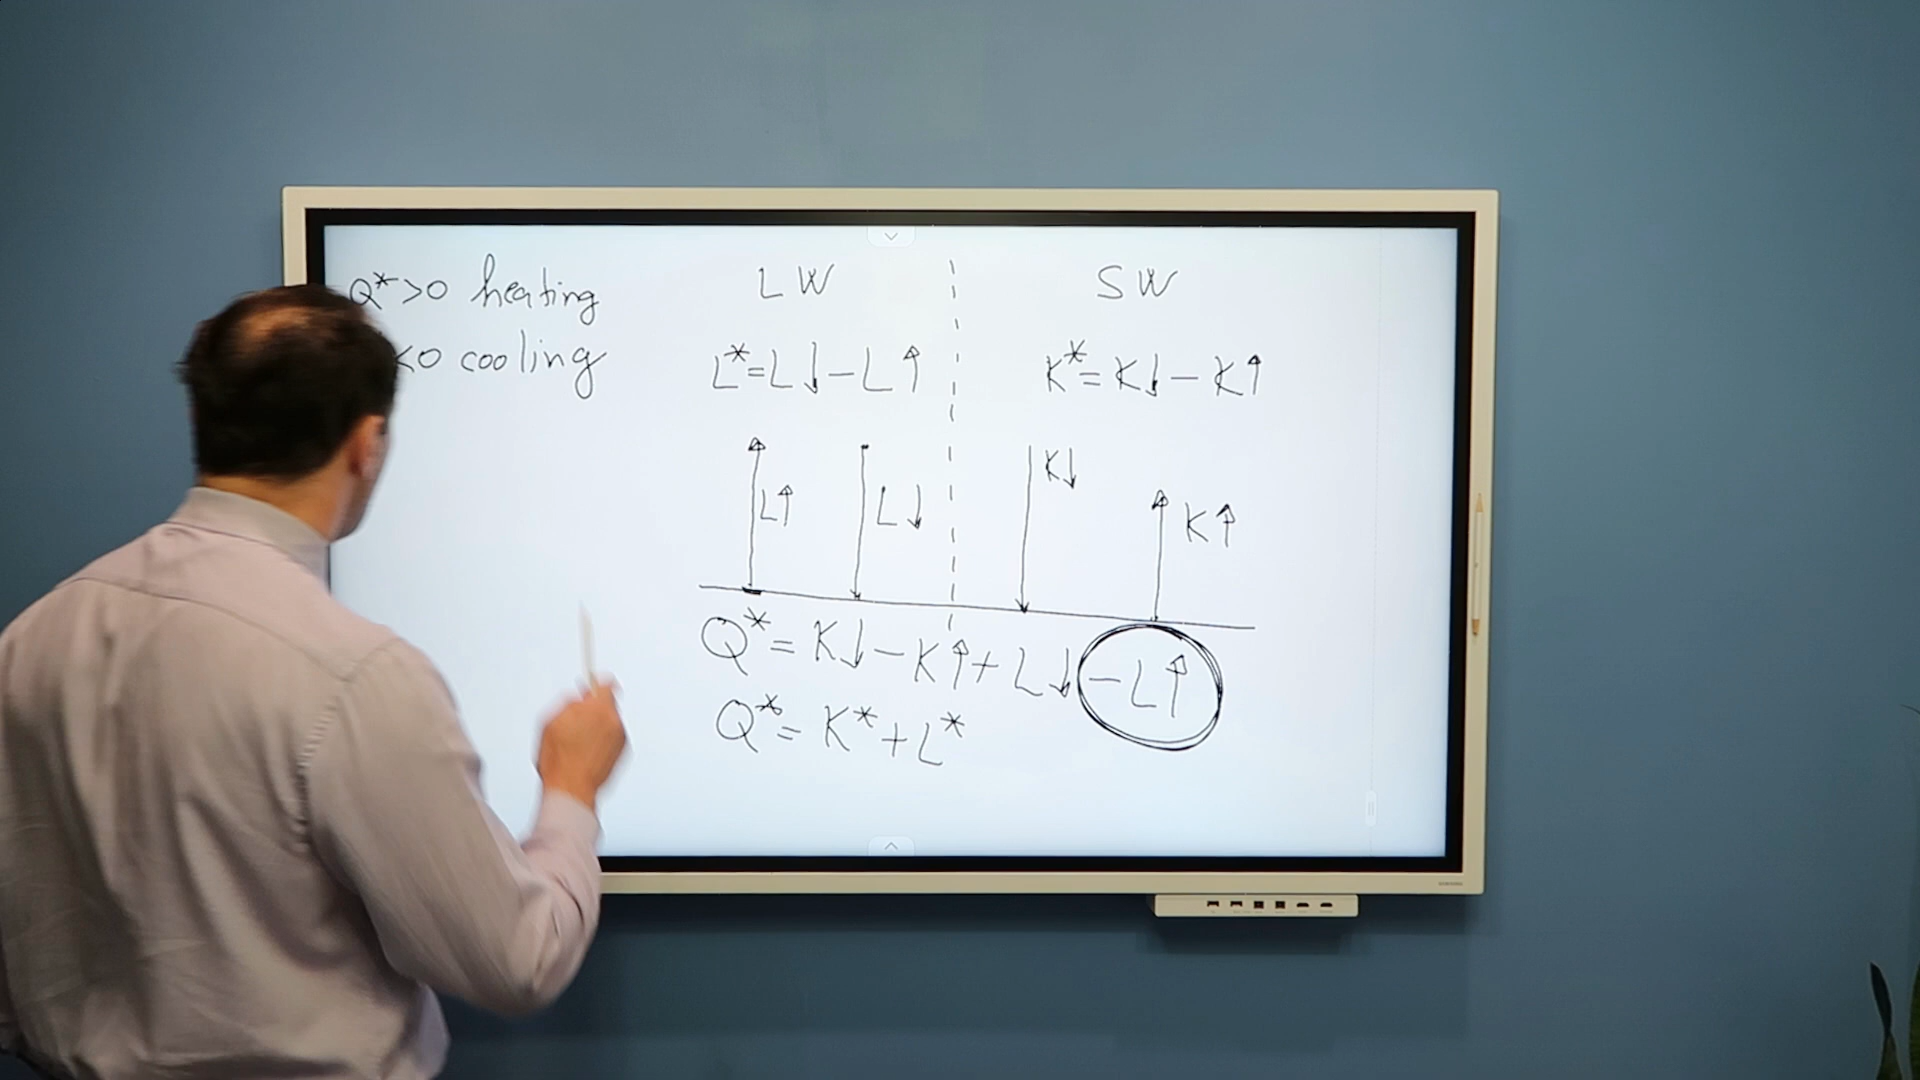 Q*>0 heating
<0 cooling
LW
SW
L*=L↓-L↑
K*=K↓-K↑
L↑
L↓
K↓
K↑
Q*=K↓-K↑+L↓-L↑
Q*=K*+L*